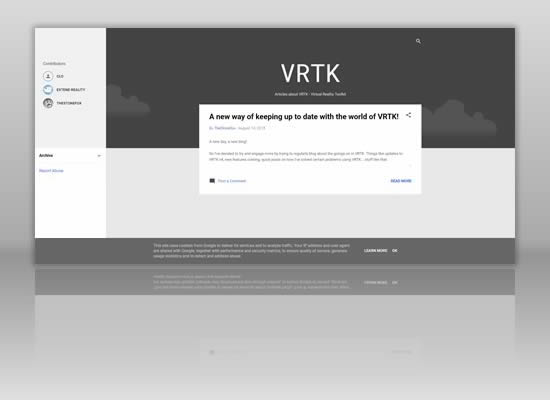 Contributors
GLO
EXTEND REALITY
THESTONEFOX
Archive
Report Abuse
VRTK
Articles about VRTK - Virtual Reality Toolkit
A new way of keeping up to date with the world of VRTK!
By TheStoneFox - August 10, 2018
A new day, a new blog!
So I've decided to try and engage more by trying to regularly blog about the goings on in VRTK. Things like updates to
VRTK.ink, new features coming, quick posts on how I've solved certain problems using VRTK... stuff like that.
Post a Comment
READ MORE
This site uses cookies from Google to deliver its services and to analyze traffic. Your IP address and user agent
are shared with Google, together with performance and security metrics, to ensure quality of service, generate
usage statistics and to detect and address abuse.
LEARN MORE OK